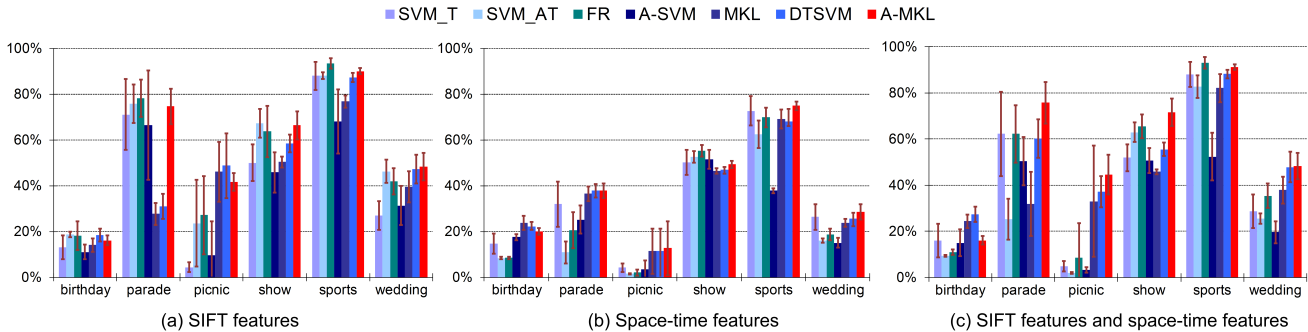 SVM_T SVM_AT FR A-SVM MKL DTSVM A-MKL
100%
80%
60%
40%
20%
0%
birthday parade picnic show sports wedding
(a) SIFT features
100%
80%
60%
40%
20%
0%
birthday parade picnic show sports wedding
(b) Space-time features
100%
80%
60%
40%
20%
0%
birthday parade picnic show sports wedding
(c) SIFT features and space-time features